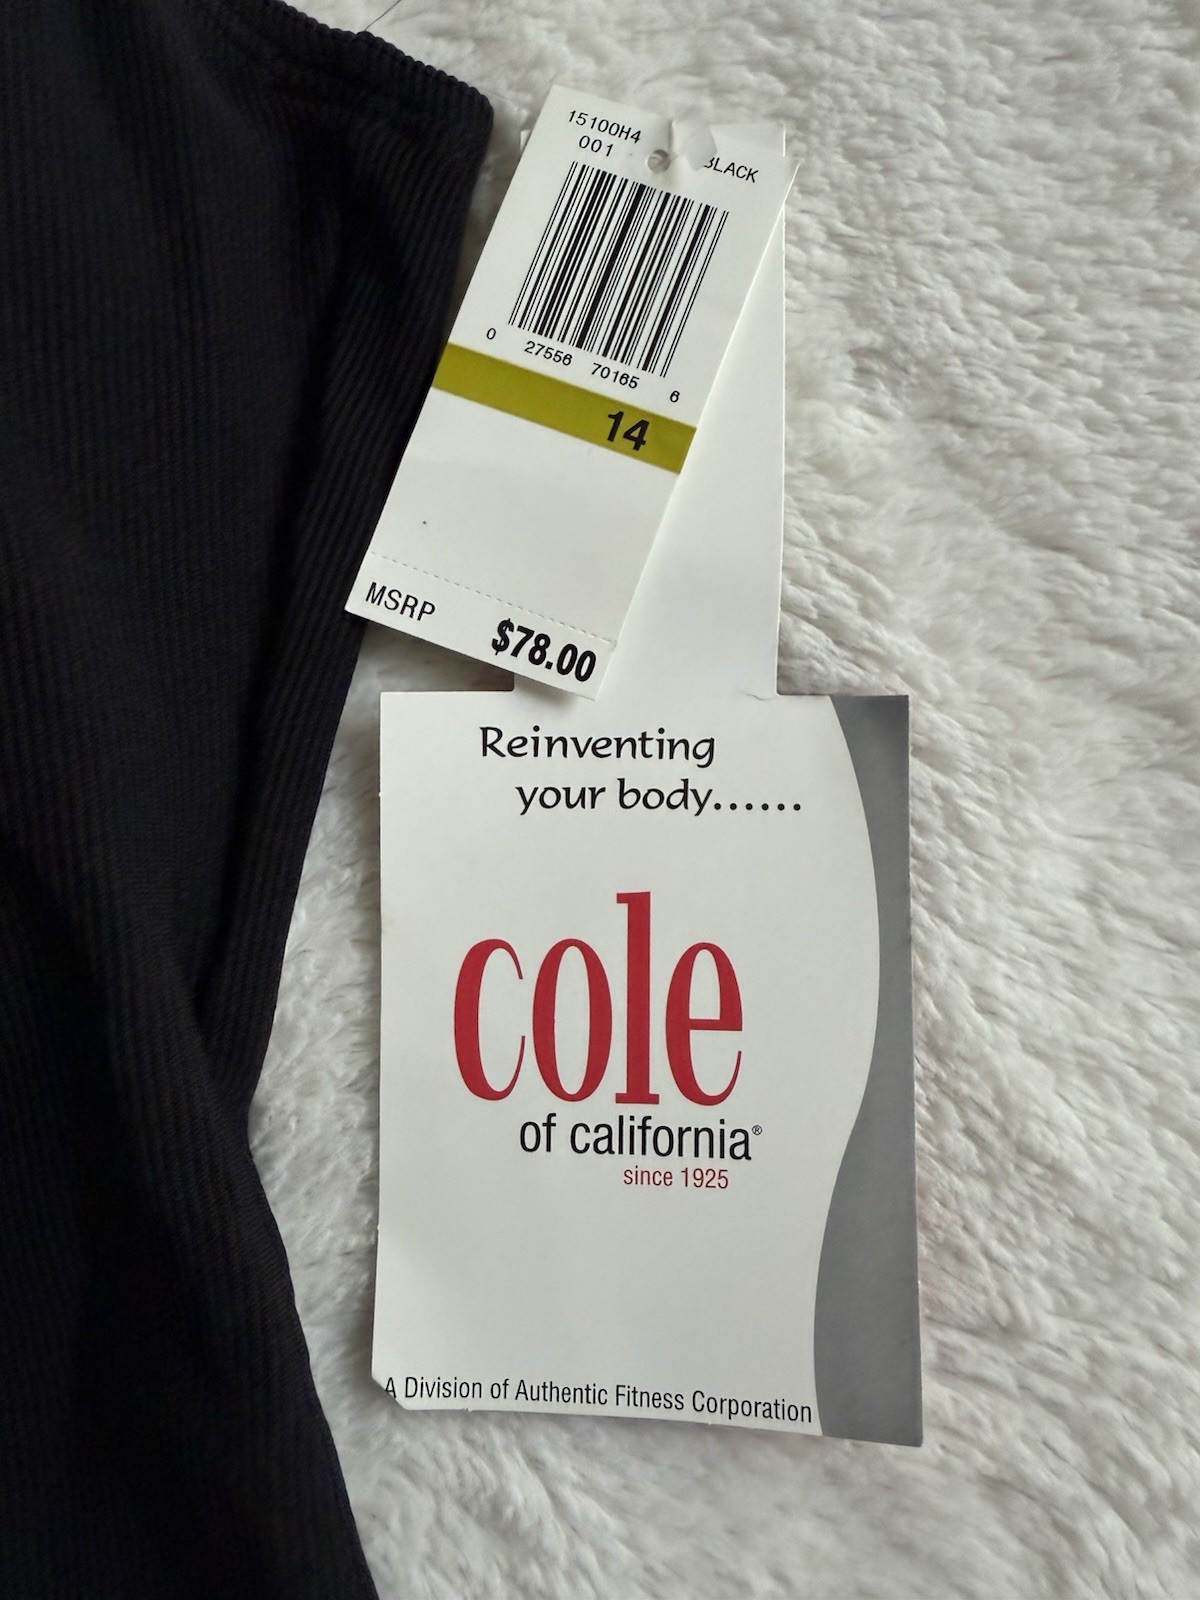 15100H4
001
BLACK
0 27556 70165 6
14
MSRP $78.00
Reinventing
your body......
cole
of california®
since 1925
A Division of Authentic Fitness Corporation